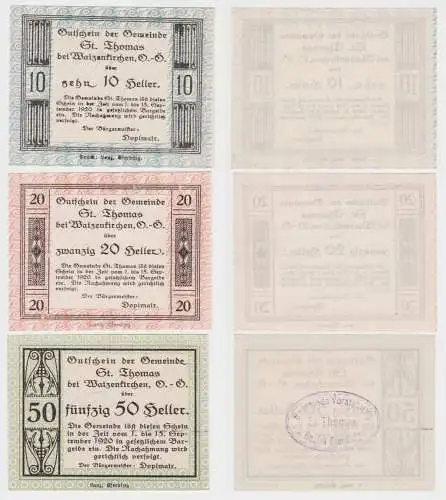 Gutschein der Gemeinde
St. Thomas
bei Waizenkirchen, O.-Ö.
über
10 zehn 10 Heller. 10
Die Gemeinde St. Thomas löst diesen
Schein in der Zeit vom 1. bis 15. Sep-
tember 1920 in gesetzlichem Bargelde
ein. Die Nachahmung wird
gerichtlich verfolgt.
Der Bürgermeister:
Doplmair.
20 20
Gutschein der Gemeinde
St. Thomas
bei Waizenkirchen, O.-Ö.
über
zwanzig 20 Heller.
Die Gemeinde St. Thomas löst diesen
Schein in der Zeit vom 1. bis 15. Sep-
tember 1920 in gesetzlichem Bargelde
ein. Die Nachahmung wird gerichtlich
verfolgt.
Der Bürgermeister:
20 Doplmair. 20
Gutschein der Gemeinde
St. Thomas
bei Waizenkirchen, O.-Ö.
über
50 fünfzig 50 Heller. 50
Die Gemeinde löst diesen Schein
in der Zeit vom 1. bis 15. Sep-
tember 1920 in gesetzlichem Bar-
gelde ein. Die Nachahmung wird
gerichtlich verfolgt.
Der Bürgermeister: Doplmair.
St. Thomas